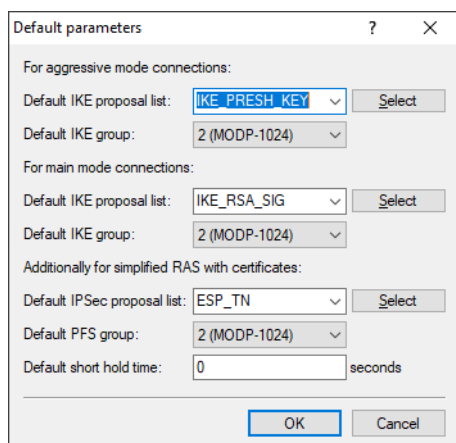 Default parameters ?
For aggressive mode connections:
Default IKE proposal list: IKE_PRESH_KEY Select
Default IKE group: 2 (MODP-1024)
For main mode connections:
Default IKE proposal list: IKE_RSA_SIG Select
Default IKE group: 2 (MODP-1024)
Additionally for simplified RAS with certificates:
Default IPSec proposal list: ESP_TN Select
Default PFS group: 2 (MODP-1024)
Default short hold time: 0 seconds
OK Cancel